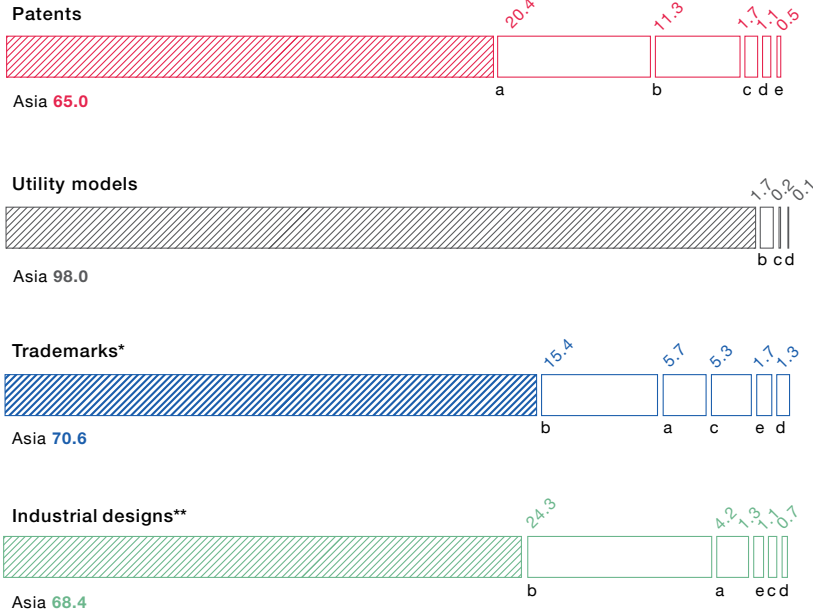 Patents
20.4 11.3 1.7 1.1 0.5
a b c d e
Asia 65.0
Utility models
1.7 0.2 0.1
b c d
Asia 98.0
Trademarks*
15.4 5.7 5.3 1.7 1.3
b a c e d
Asia 70.6
Industrial designs**
24.3 4.2 1.3 1.1 0.7
b a e c d
Asia 68.4